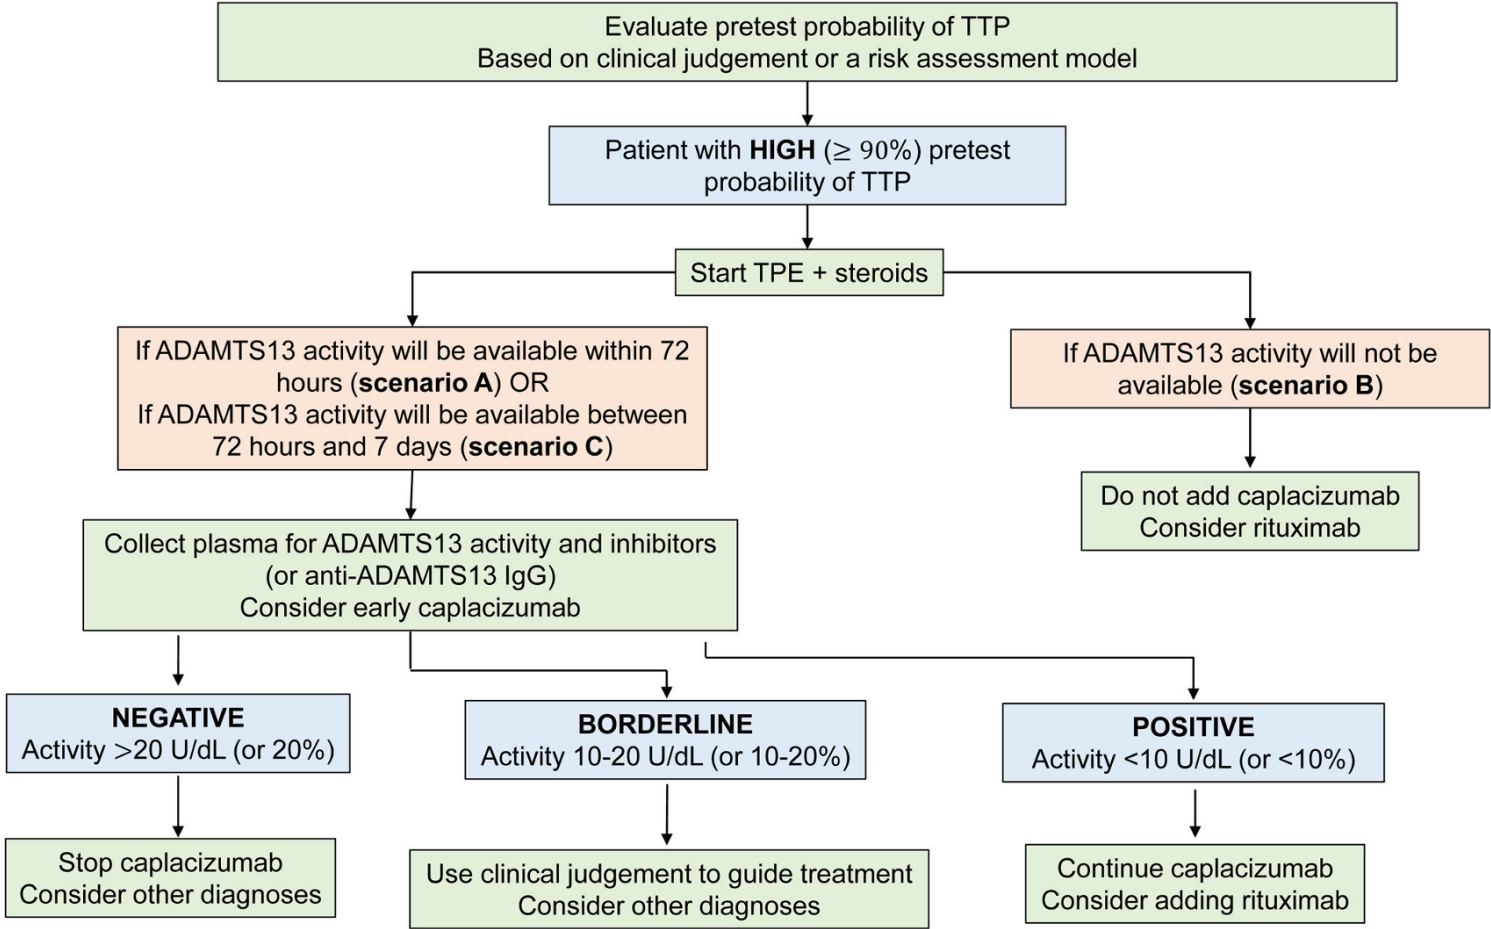 Evaluate pretest probability of TTP
Based on clinical judgement or a risk assessment model
Patient with HIGH (≥ 90%) pretest
probability of TTP
Start TPE + steroids
If ADAMTS13 activity will be available within 72
hours (scenario A) OR
If ADAMTS13 activity will be available between
72 hours and 7 days (scenario C)
If ADAMTS13 activity will not be
available (scenario B)
Do not add caplacizumab
Consider rituximab
Collect plasma for ADAMTS13 activity and inhibitors
(or anti-ADAMTS13 IgG)
Consider early caplacizumab
NEGATIVE
Activity >20 U/dL (or 20%)
BORDERLINE
Activity 10-20 U/dL (or 10-20%)
POSITIVE
Activity <10 U/dL (or <10%)
Stop caplacizumab
Consider other diagnoses
Use clinical judgement to guide treatment
Consider other diagnoses
Continue caplacizumab
Consider adding rituximab